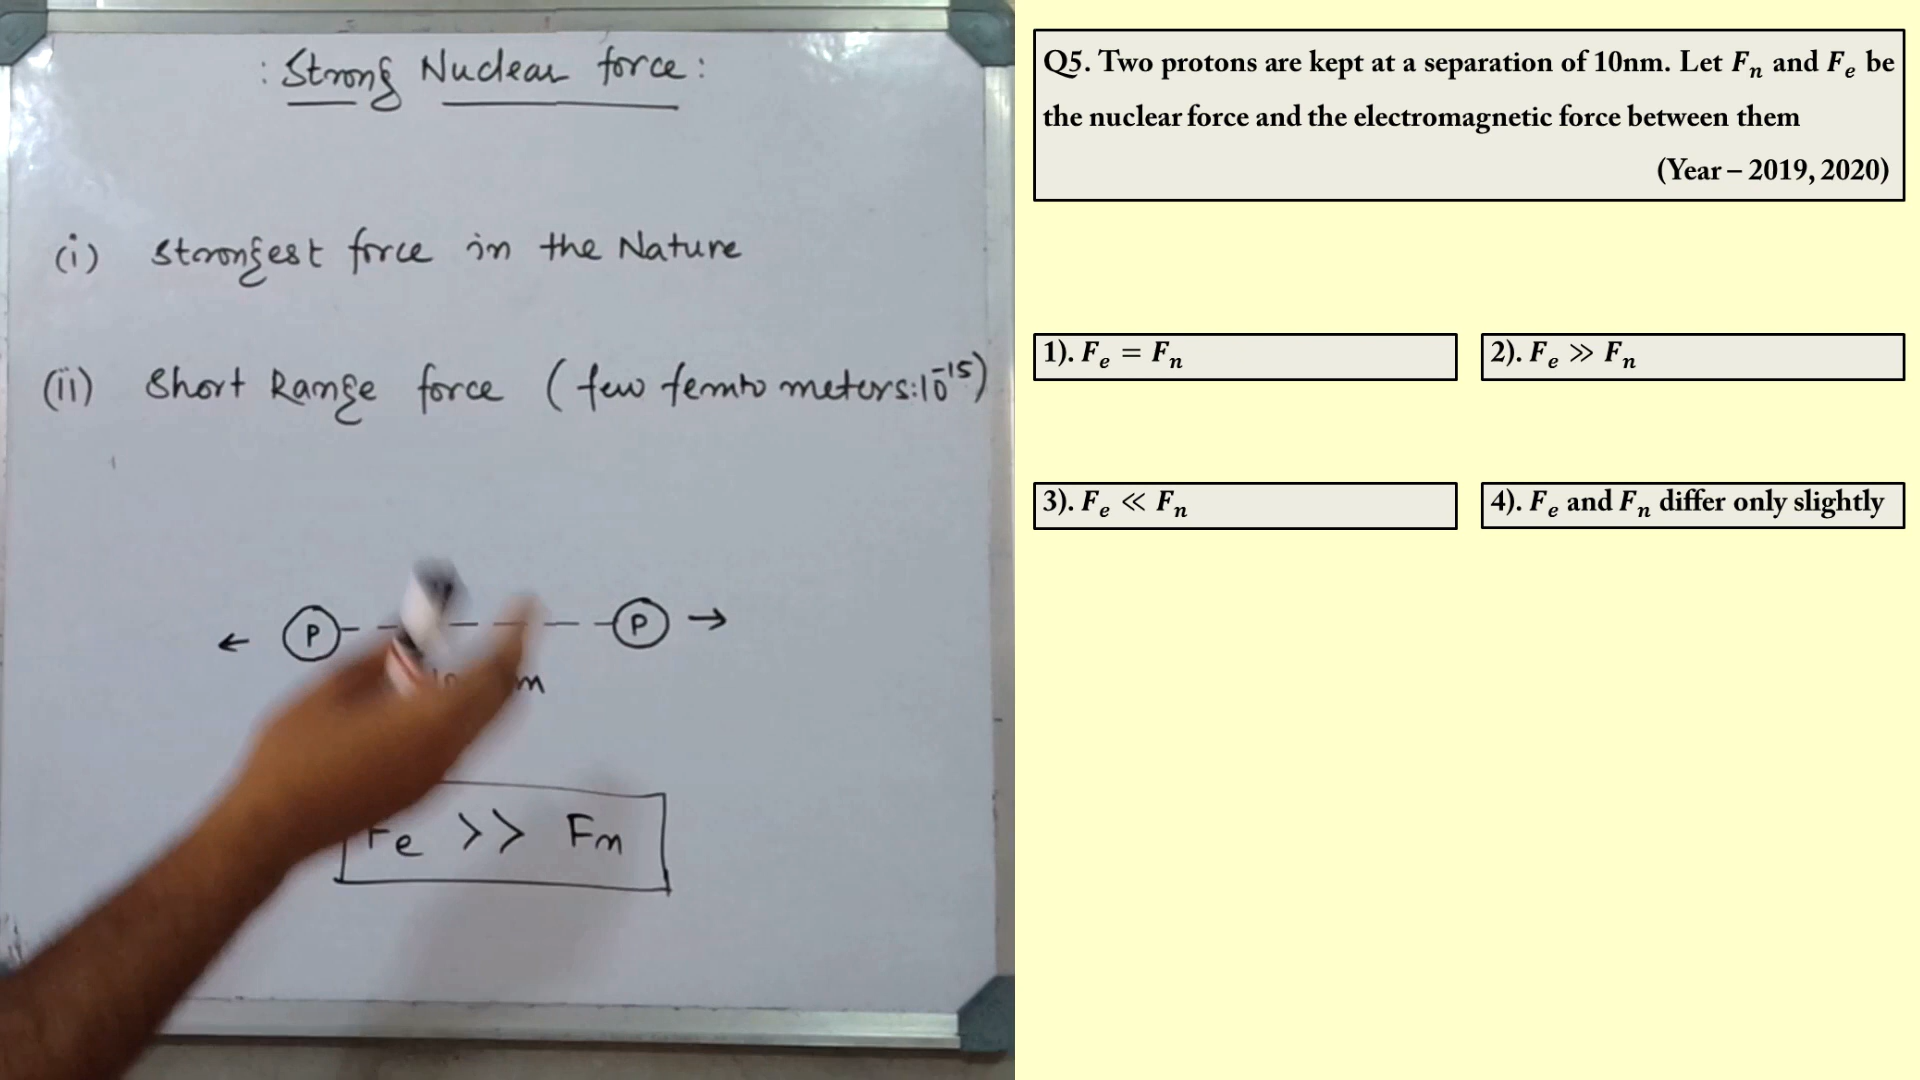 : Strong Nuclear force :
(i) Strongest force in the Nature
(ii) Short Range force (few femto meters:10⁻¹⁵)
P P
m
Fe >> Fn
Q5. Two protons are kept at a separation of 10nm. Let Fₙ and Fₑ be
the nuclear force and the electromagnetic force between them
(Year – 2019, 2020)
1). Fₑ = Fₙ
2). Fₑ ≫ Fₙ
3). Fₑ ≪ Fₙ
4). Fₑ and Fₙ differ only slightly